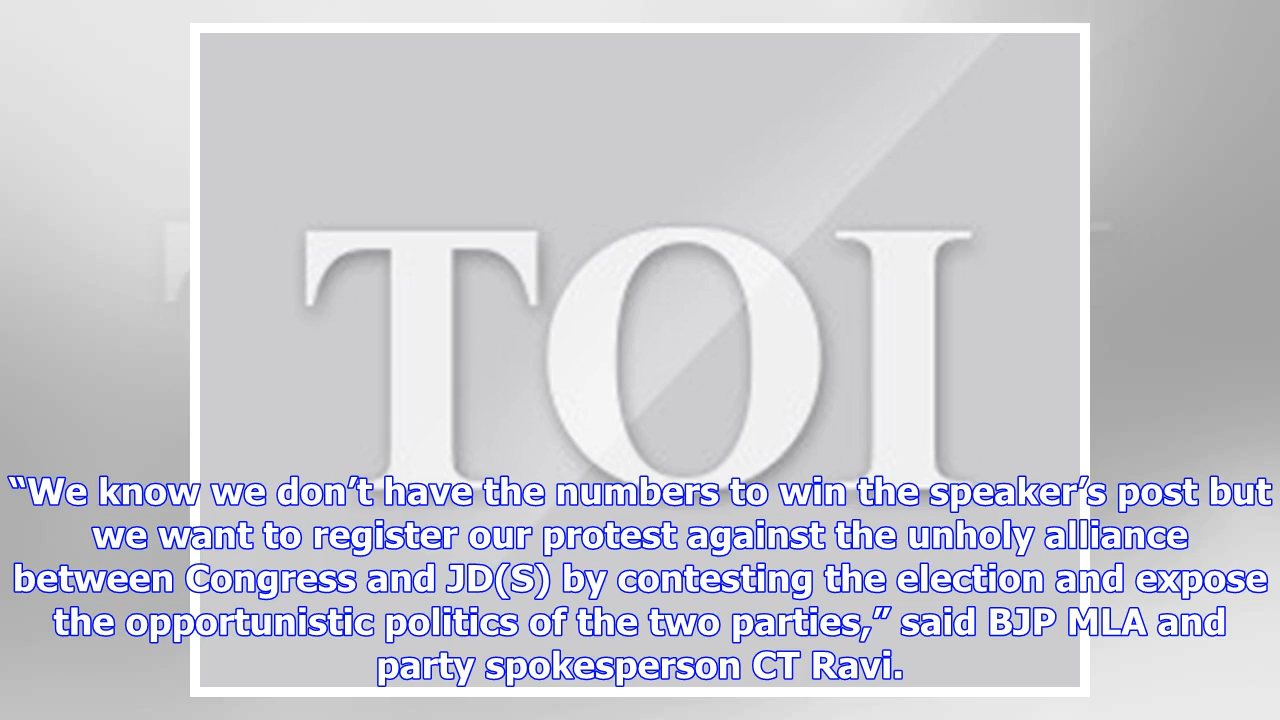 TOI
“We know we don’t have the numbers to win the speaker’s post but
we want to register our protest against the unholy alliance
between Congress and JD(S) by contesting the election and expose
the opportunistic politics of the two parties,” said BJP MLA and
party spokesperson CT Ravi.